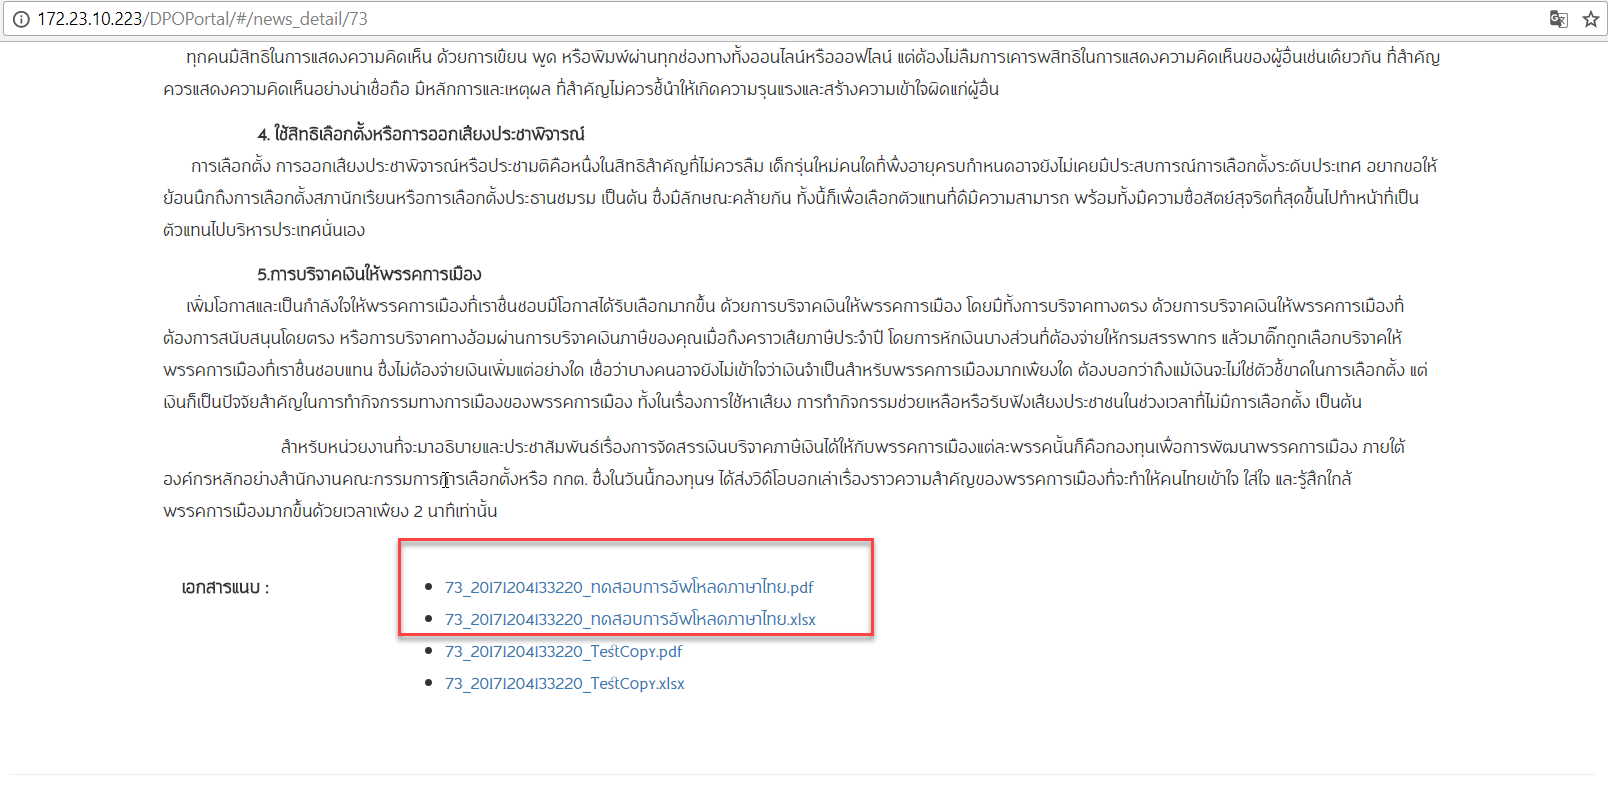 172.23.10.223/DPOPortal/#/news_detail/73
ทุกคนมีสิทธิในการแสดงความคิดเห็น ด้วยการเขียน พูด หรือพิมพ์ผ่านทุกช่องทางทั้งออนไลน์หรือออฟไลน์ แต่ต้องไม่ลืมการเคารพสิทธิในการแสดงความคิดเห็นของผู้อื่นเช่นเดียวกัน ที่สำคัญ
ควรแสดงความคิดเห็นอย่างน่าเชื่อถือ มีหลักการและเหตุผล ที่สำคัญไม่ควรชี้นำให้เกิดความรุนแรงและสร้างความเข้าใจผิดแก่ผู้อื่น
4. ใช้สิทธิเลือกตั้งหรือการออกเสียงประชาพิจารณ์
การเลือกตั้ง การออกเสียงประชาพิจารณ์หรือประชามติคือหนึ่งในสิทธิสำคัญที่ไม่ควรลืม เด็กรุ่นใหม่คนใดที่พึ่งอายุครบกำหนดอาจยังไม่เคยมีประสบการณ์การเลือกตั้งระดับประเทศ อยากขอให้
ย้อนนึกถึงการเลือกตั้งสภานักเรียนหรือการเลือกตั้งประธานชมรม เป็นต้น ซึ่งมีลักษณะคล้ายกัน ทั้งนี้ก็เพื่อเลือกตัวแทนที่ดีมีความสามารถ พร้อมทั้งมีความซื่อสัตย์สุจริตที่สุดขึ้นไปทำหน้าที่เป็น
ตัวแทนไปบริหารประเทศนั่นเอง
5.การบริจาคเงินให้พรรคการเมือง
เพิ่มโอกาสและเป็นกำลังใจให้พรรคการเมืองที่เราชื่นชอบมีโอกาสได้รับเลือกมากขึ้น ด้วยการบริจาคเงินให้พรรคการเมือง โดยมีทั้งการบริจาคทางตรง ด้วยการบริจาคเงินให้พรรคการเมืองที่
ต้องการสนับสนุนโดยตรง หรือการบริจาคทางอ้อมผ่านการบริจาคเงินภาษีของคุณเมื่อถึงคราวเสียภาษีประจำปี โดยการหักเงินบางส่วนที่ต้องจ่ายให้กรมสรรพากร แล้วมาติ๊กถูกเลือกบริจาคให้
พรรคการเมืองที่เราชื่นชอบแทน ซึ่งไม่ต้องจ่ายเงินเพิ่มแต่อย่างใด เชื่อว่าบางคนอาจยังไม่เข้าใจว่าเงินจำเป็นสำหรับพรรคการเมืองมากเพียงใด ต้องบอกว่าถึงแม้เงินจะไม่ใช่ตัวชี้ขาดในการเลือกตั้ง แต่
เงินก็เป็นปัจจัยสำคัญในการทำกิจกรรมทางการเมืองของพรรคการเมือง ทั้งในเรื่องการใช้หาเสียง การทำกิจกรรมช่วยเหลือหรือรับฟังเสียงประชาชนในช่วงเวลาที่ไม่มีการเลือกตั้ง เป็นต้น
สำหรับหน่วยงานที่จะมาอธิบายและประชาสัมพันธ์เรื่องการจัดสรรเงินบริจาคภาษีเงินได้ให้กับพรรคการเมืองแต่ละพรรคนั้นก็คือกองทุนเพื่อการพัฒนาพรรคการเมือง ภายใต้
องค์กรหลักอย่างสำนักงานคณะกรรมการการเลือกตั้งหรือ กกต. ซึ่งในวันนี้กองทุนฯ ได้ส่งวิดีโอบอกเล่าเรื่องราวความสำคัญของพรรคการเมืองที่จะทำให้คนไทยเข้าใจ ใส่ใจ และรู้สึกใกล้
พรรคการเมืองมากขึ้นด้วยเวลาเพียง 2 นาทีเท่านั้น
เอกสารแนบ :
73_20171204133220_ทดสอบการอัพโหลดภาษาไทย.pdf
73_20171204133220_ทดสอบการอัพโหลดภาษาไทย.xlsx
73_20171204133220_TestCopy.pdf
73_20171204133220_TestCopy.xlsx